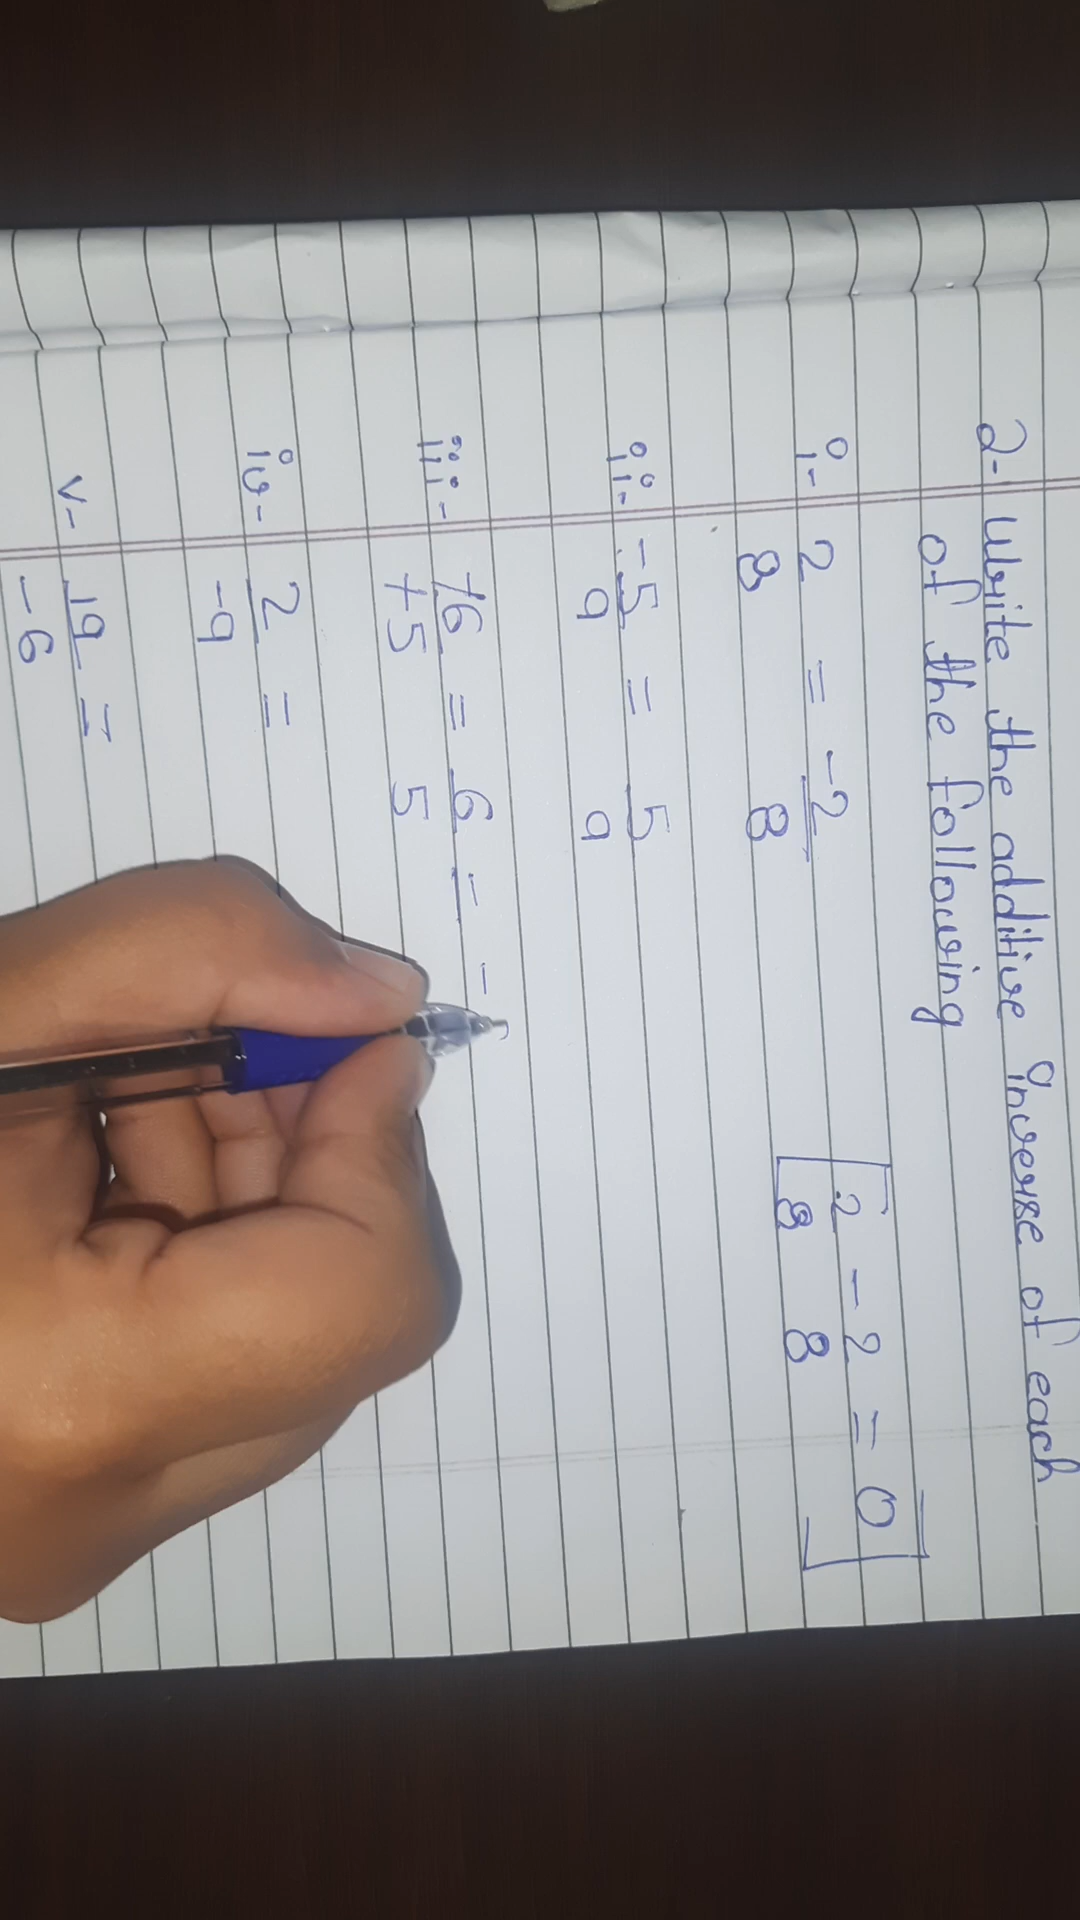 2- Write the additive inverse of each
of the following
i- 2/8 = -2/8 [2/8 - 2/8 = 0]
ii- -5/9 = 5/9
iii- -6/-5 = 6/5 = -
iv- 2/-9 =
v- 19/-6 =